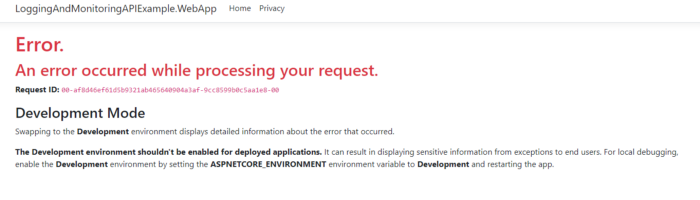 LoggingAndMonitoringAPIExample.WebApp Home Privacy
Error.
An error occurred while processing your request.
Request ID: 00-af8d46ef61d5b9321ab465640904a3af-9cc8599b0c5aa1e8-00
Development Mode
Swapping to the Development environment displays detailed information about the error that occurred.
The Development environment shouldn't be enabled for deployed applications. It can result in displaying sensitive information from exceptions to end users. For local debugging,
enable the Development environment by setting the ASPNETCORE_ENVIRONMENT environment variable to Development and restarting the app.